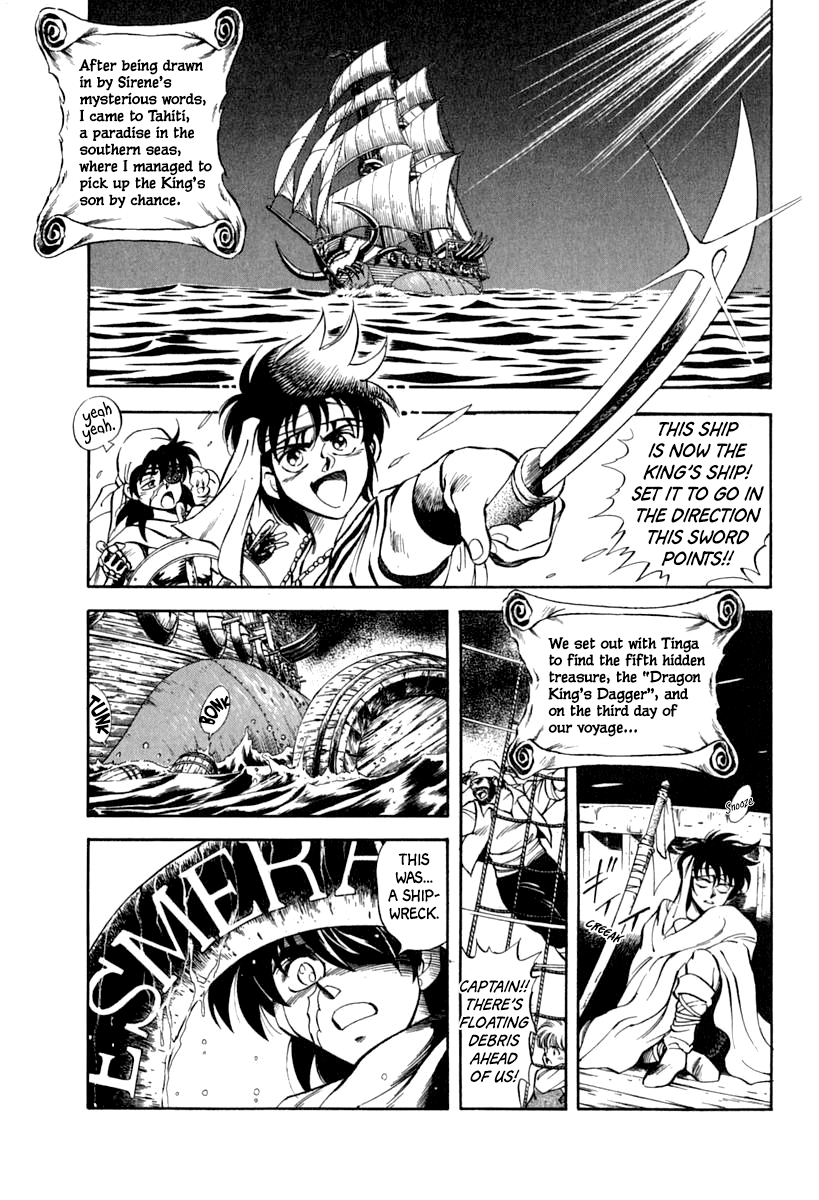 After being drawn
in by Sirene's
mysterious words,
I came to Tahiti,
a paradise in the
southern seas,
where I managed to
pick up the King's
son by chance.
yeah
yeah.
THIS SHIP
IS NOW THE
KING'S SHIP!
SET IT TO GO IN
THE DIRECTION
THIS SWORD
POINTS!!
We set out with Tinga
to find the fifth hidden
treasure, the "Dragon
King's Dagger", and
on the third day of
our voyage...
Snooze
ギイイ
CREEAK
CAPTAIN!!
THERE'S
FLOATING
DEBRIS
AHEAD
OF US!
TUNK
BONK
THIS
WAS...
A SHIP-
WRECK.
ESMERA